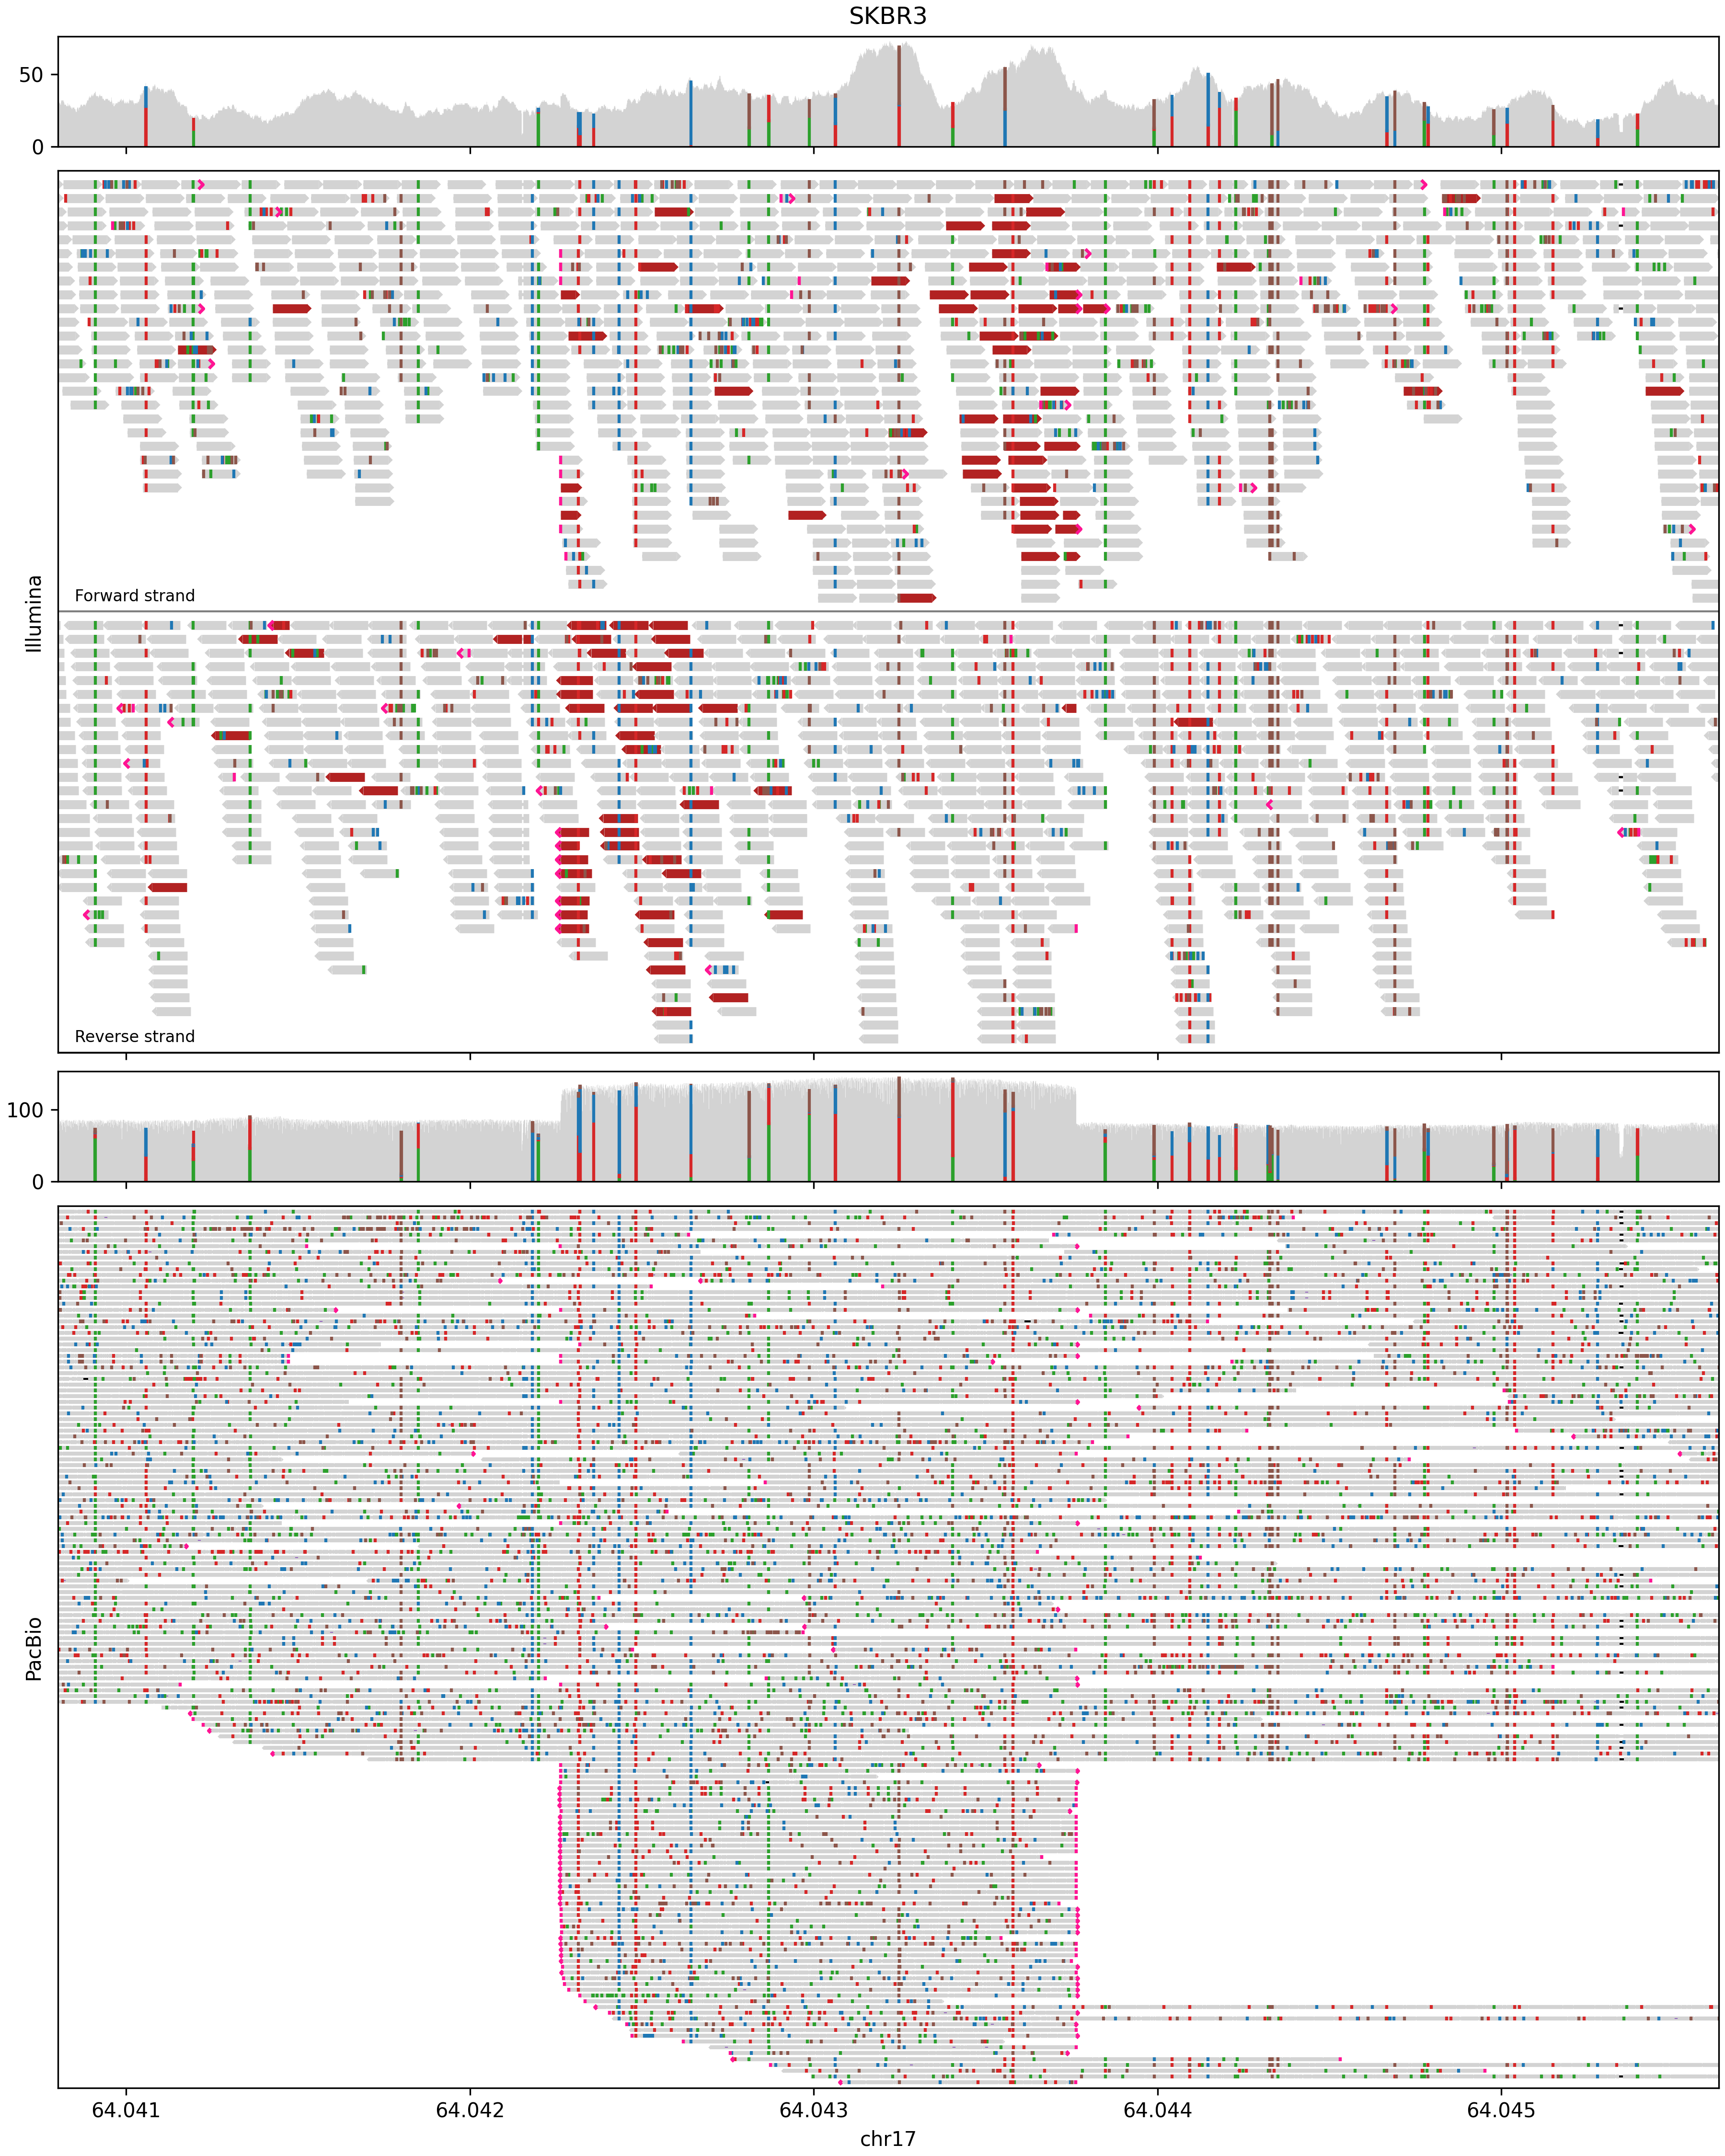 SKBR3
50
0
Illumina
Forward strand
Reverse strand
100
0
PacBio
64.041
64.042
64.043
64.044
64.045
chr17